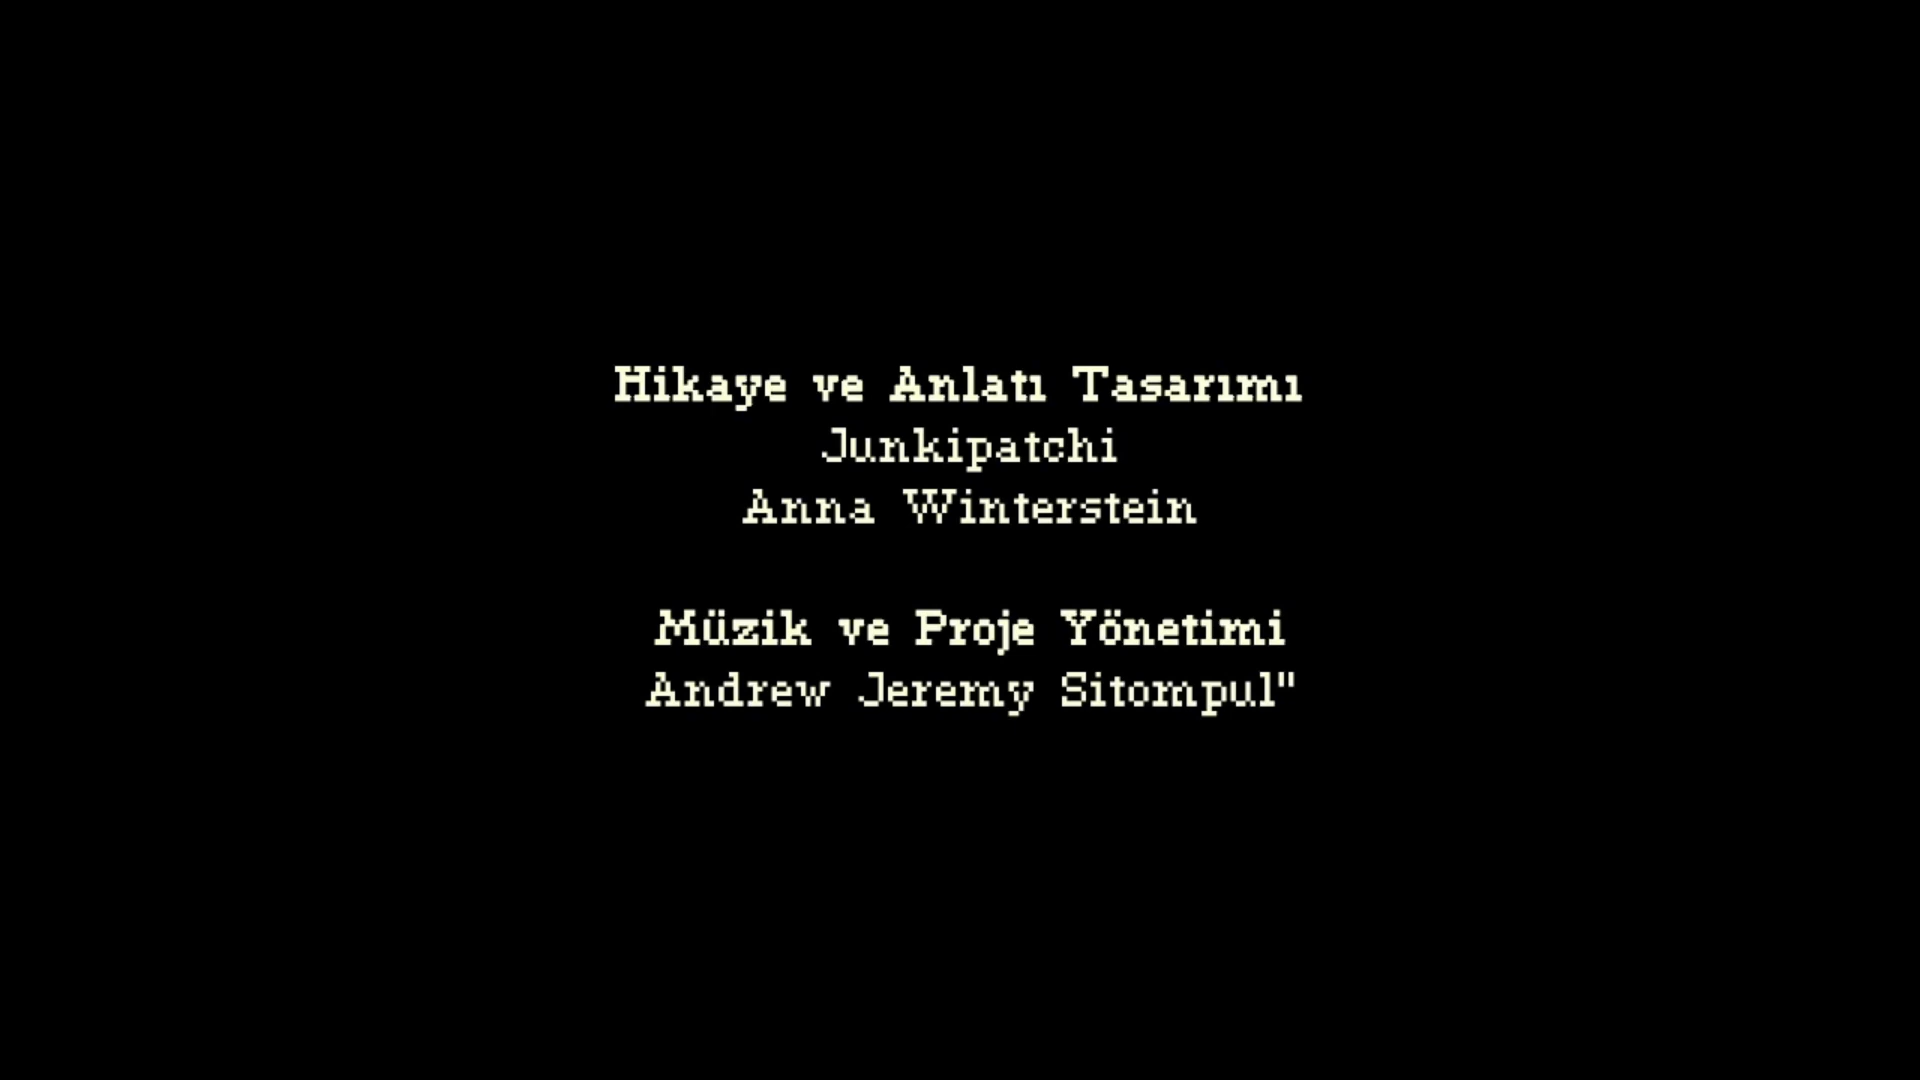 Hikaye ve Anlatı Tasarımı
Junkipatchi
Anna Winterstein
Müzik ve Proje Yönetimi
Andrew Jeremy Sitompul"